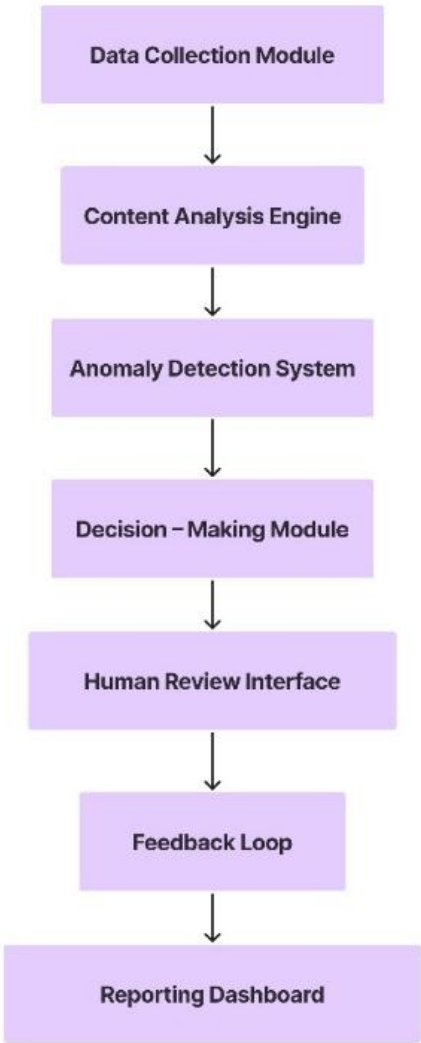 Data Collection Module
Content Analysis Engine
Anomaly Detection System
Decision – Making Module
Human Review Interface
Feedback Loop
Reporting Dashboard